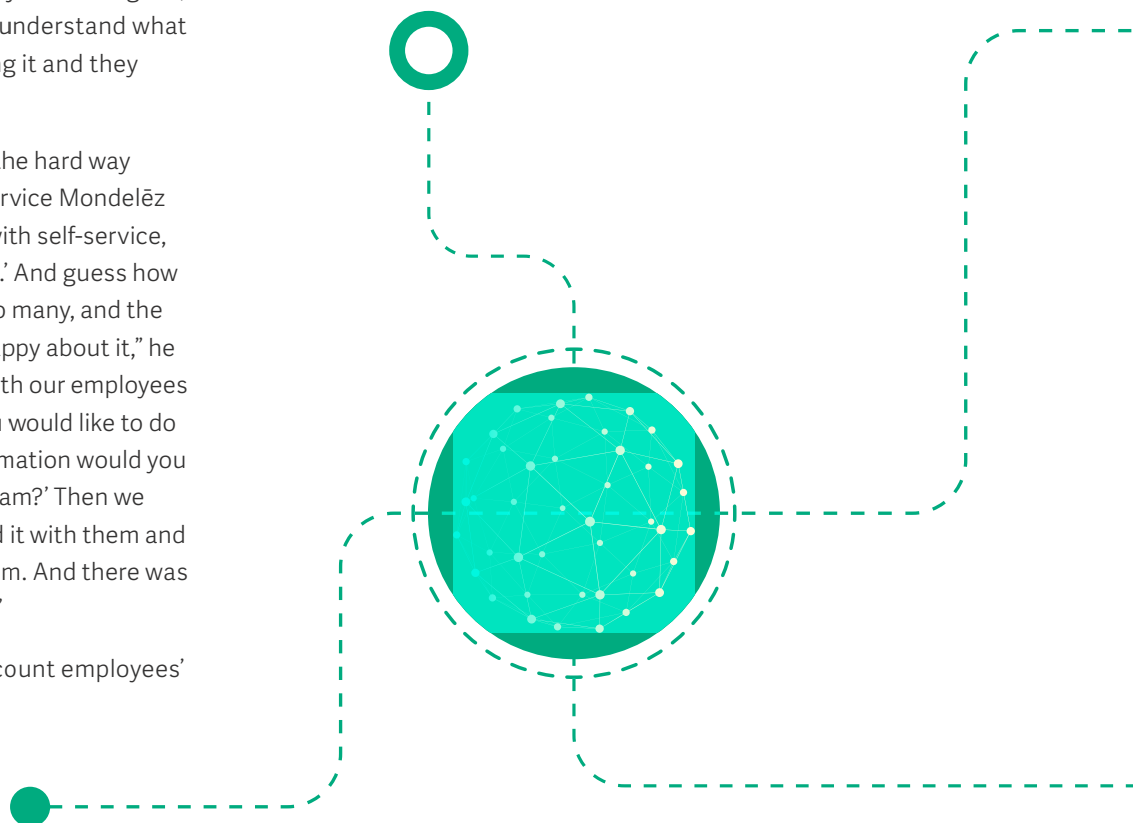 understand what
g it and they
he hard way
rvice Mondelēz
ith self-service,
.’ And guess how
o many, and the
ppy about it,” he
th our employees
would like to do
mation would you
am?’ Then we
d it with them and
m. And there was
’
count employees’